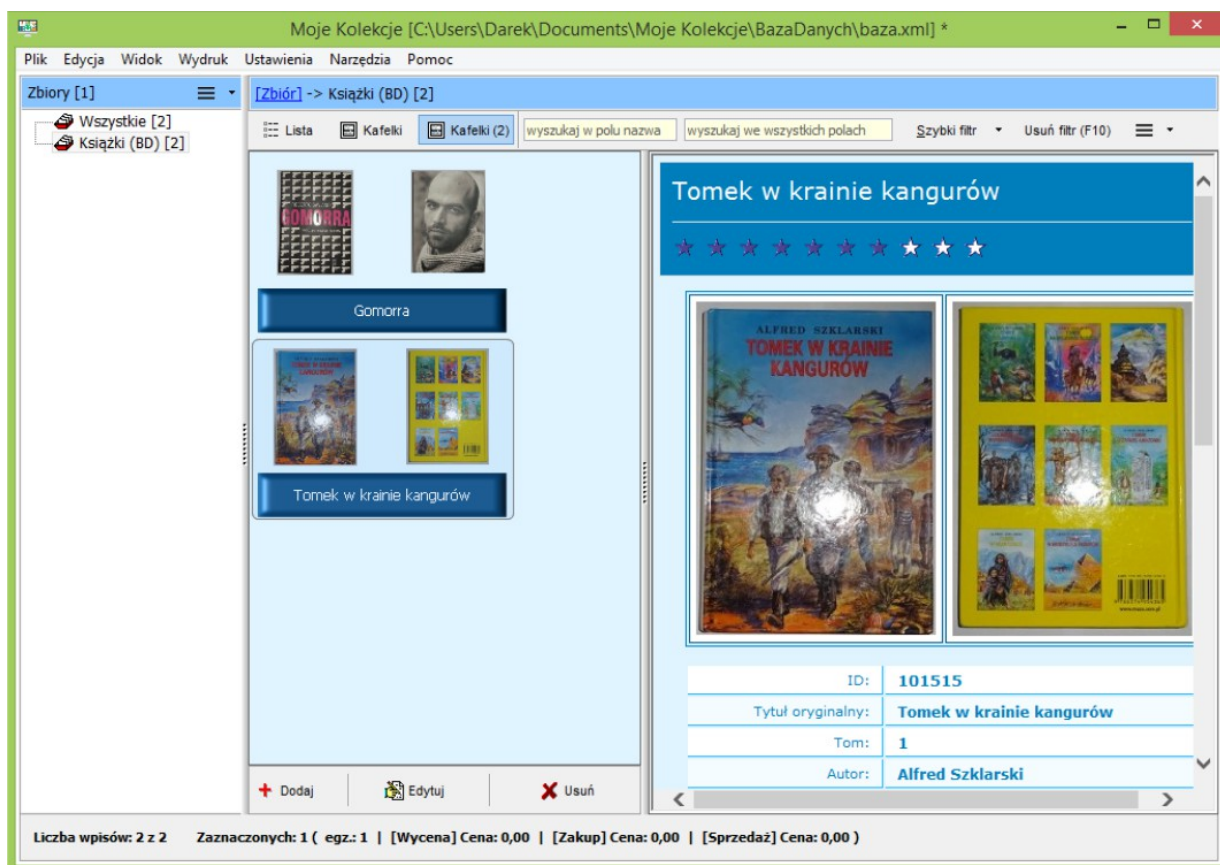 Moje Kolekcje [C:\Users\Darek\Documents\Moje Kolekcje\BazaDanych\baza.xml] *
Plik Edycja Widok Wydruk Ustawienia Narzędzia Pomoc
Zbiory [1]
Wszystkie [2]
Książki (BD) [2]
[Zbiór] -> Książki (BD) [2]
Lista Kafelki Kafelki (2) wyszukaj w polu nazwa wyszukaj we wszystkich polach Szybki filtr Usuń filtr (F10)
GOMORRA
Gomorra
TOMEK W KRAINIE
KANGURÓW
Tomek w krainie kangurów
Dodaj Edytuj Usuń
Tomek w krainie kangurów
ALFRED SZKLARSKI
TOMEK W KRAINIE
KANGURÓW
ID: 101515
Tytuł oryginalny: Tomek w krainie kangurów
Tom: 1
Autor: Alfred Szklarski
Liczba wpisów: 2 z 2 Zaznaczonych: 1 ( egz.: 1 | [Wycena] Cena: 0,00 | [Zakup] Cena: 0,00 | [Sprzedaż] Cena: 0,00 )